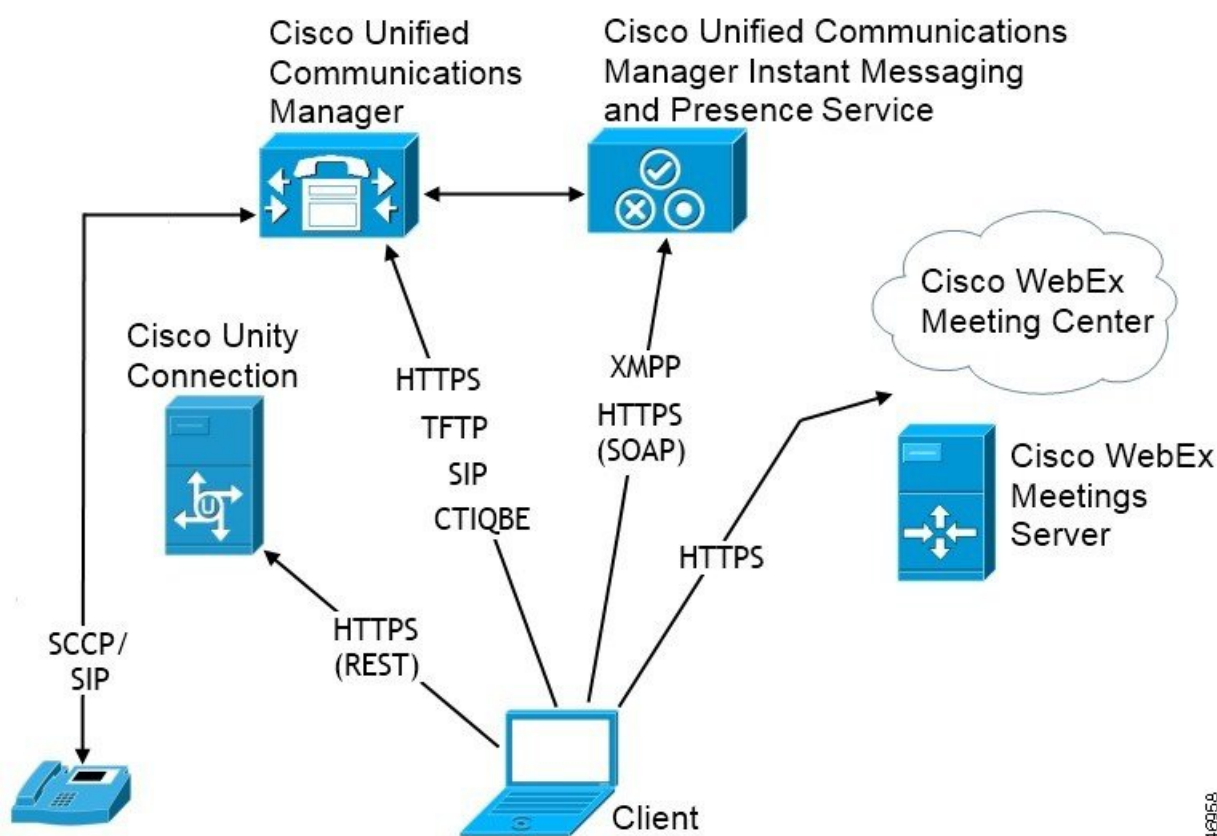 Cisco Unified
Communications
Manager
Cisco Unified Communications
Manager Instant Messaging
and Presence Service
Cisco WebEx
Meeting Center
Cisco Unity
Connection
HTTPS
TFTP
SIP
CTIQBE
XMPP
HTTPS
(SOAP)
Cisco WebEx
Meetings
Server
HTTPS
HTTPS
(REST)
SCCP/
SIP
U
Client